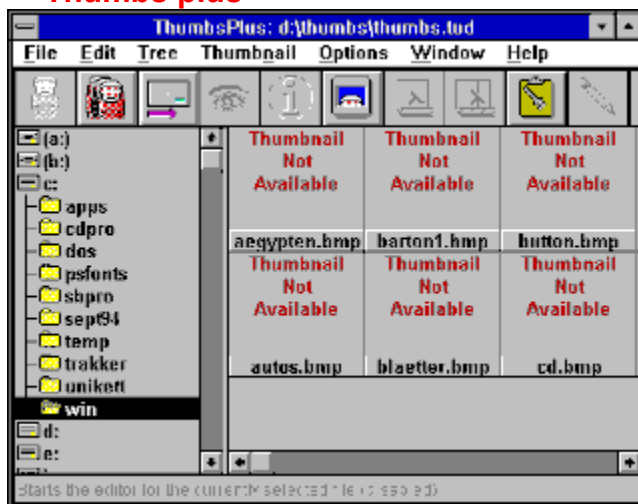 Thumbs plus
ThumbsPlus: d:\thumbs\thumbs.tud
File Edit Tree Thumbnail Options Window Help
(a:)
(b:)
c:
apps
cdpro
dos
psfonts
sbpro
sept94
temp
trakker
unikett
win
d:
e:
Thumbnail Not Available
aegypten.bmp
Thumbnail Not Available
barton1.bmp
Thumbnail Not Available
button.bmp
Thumbnail Not Available
autos.bmp
Thumbnail Not Available
blaetter.bmp
Thumbnail Not Available
cd.bmp
Starts the editor for the currently selected file (disabled)